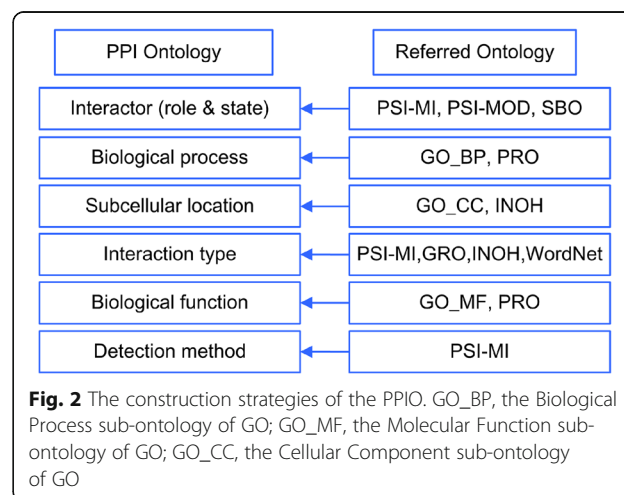 PPI Ontology Referred Ontology
Interactor (role & state) PSI-MI, PSI-MOD, SBO
Biological process GO_BP, PRO
Subcellular location GO_CC, INOH
Interaction type PSI-MI,GRO,INOH,WordNet
Biological function GO_MF, PRO
Detection method PSI-MI
Fig. 2 The construction strategies of the PPIO. GO_BP, the Biological
Process sub-ontology of GO; GO_MF, the Molecular Function sub-
ontology of GO; GO_CC, the Cellular Component sub-ontology
of GO